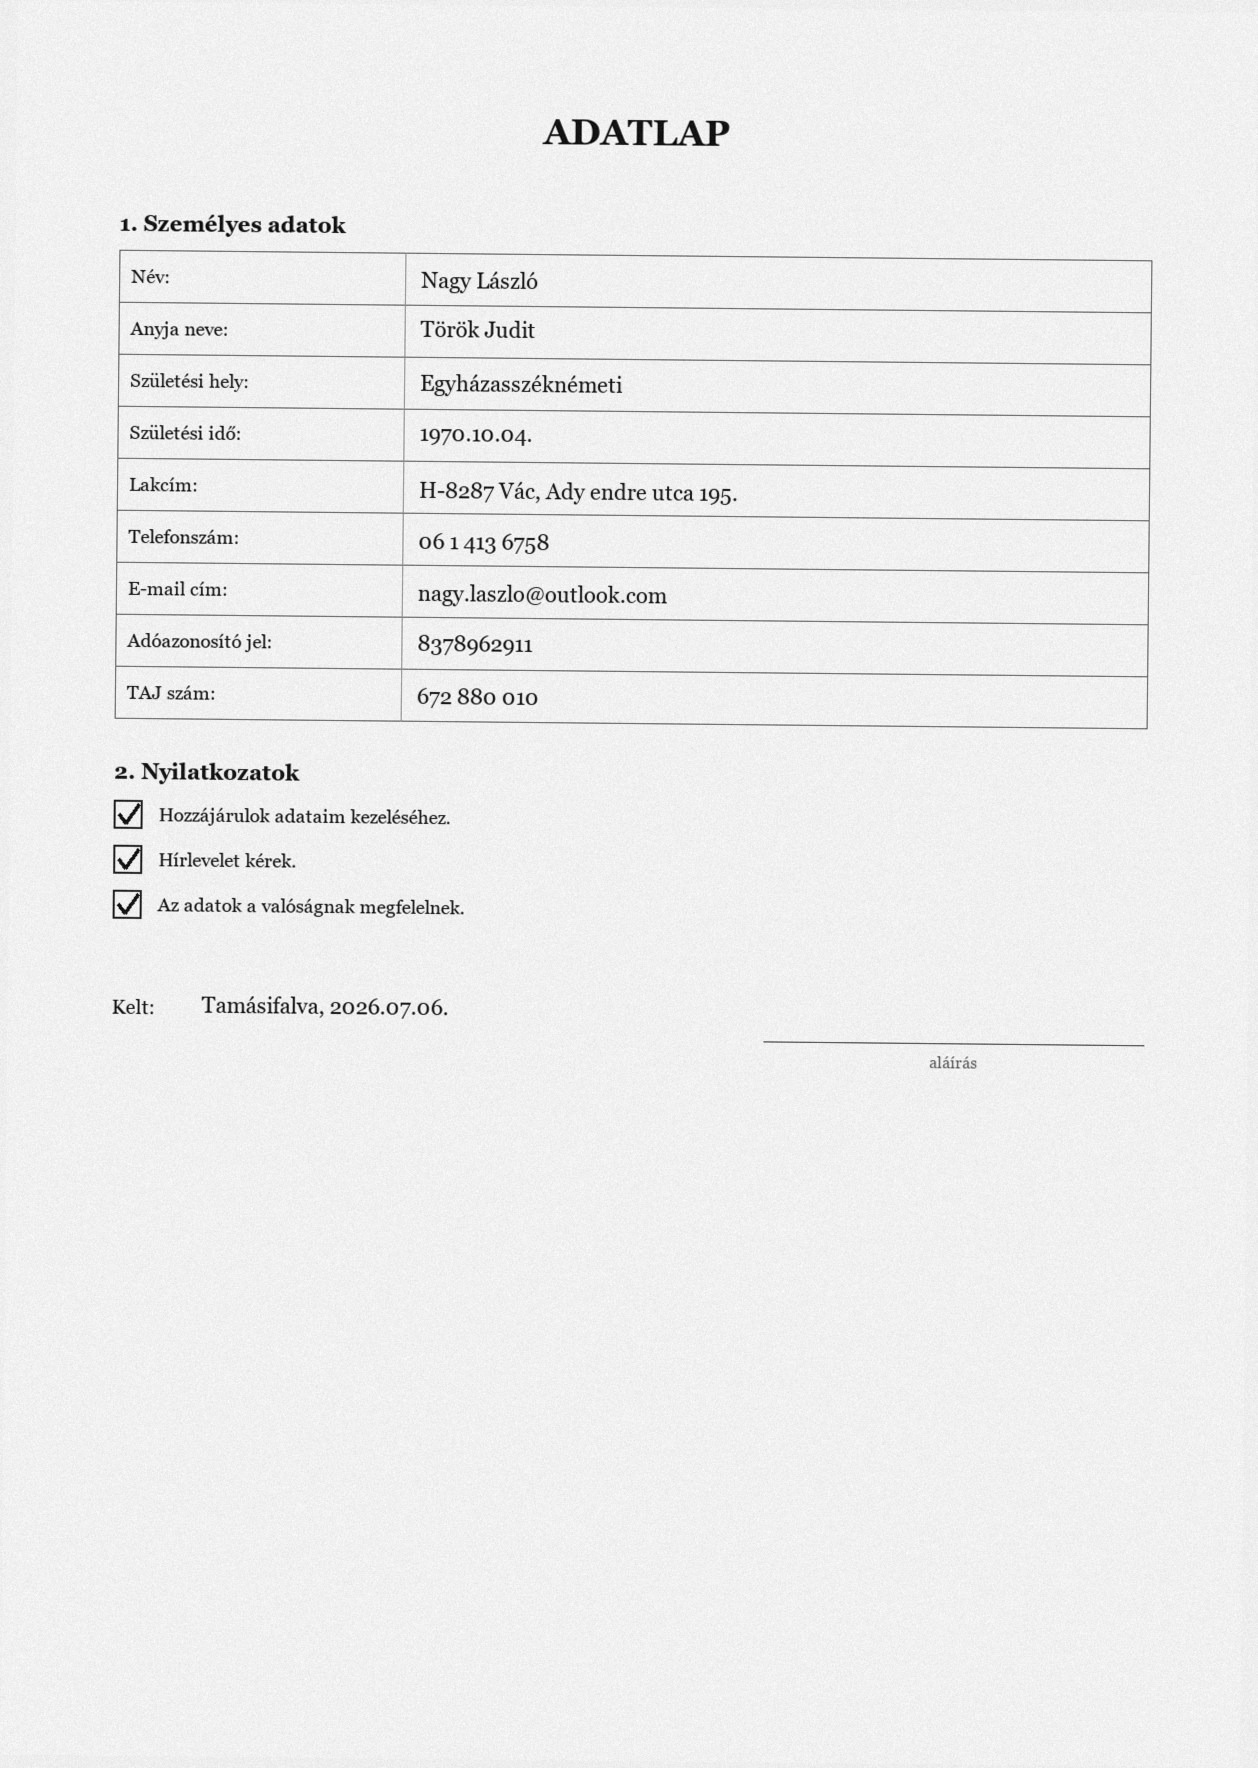 ADATLAP
1. Személyes adatok
Név: Nagy László
Anyja neve: Török Judit
Születési hely: Egyházasszéknémeti
Születési idő: 1970.10.04.
Lakcím: H-8287 Vác, Ady endre utca 195.
Telefonszám: 06 1 413 6758
E-mail cím: nagy.laszlo@outlook.com
Adóazonosító jel: 8378962911
TAJ szám: 672 880 010
2. Nyilatkozatok
Hozzájárulok adataim kezeléséhez.
Hírlevelet kérek.
Az adatok a valóságnak megfelelnek.
Kelt: Tamásifalva, 2026.07.06.
aláírás